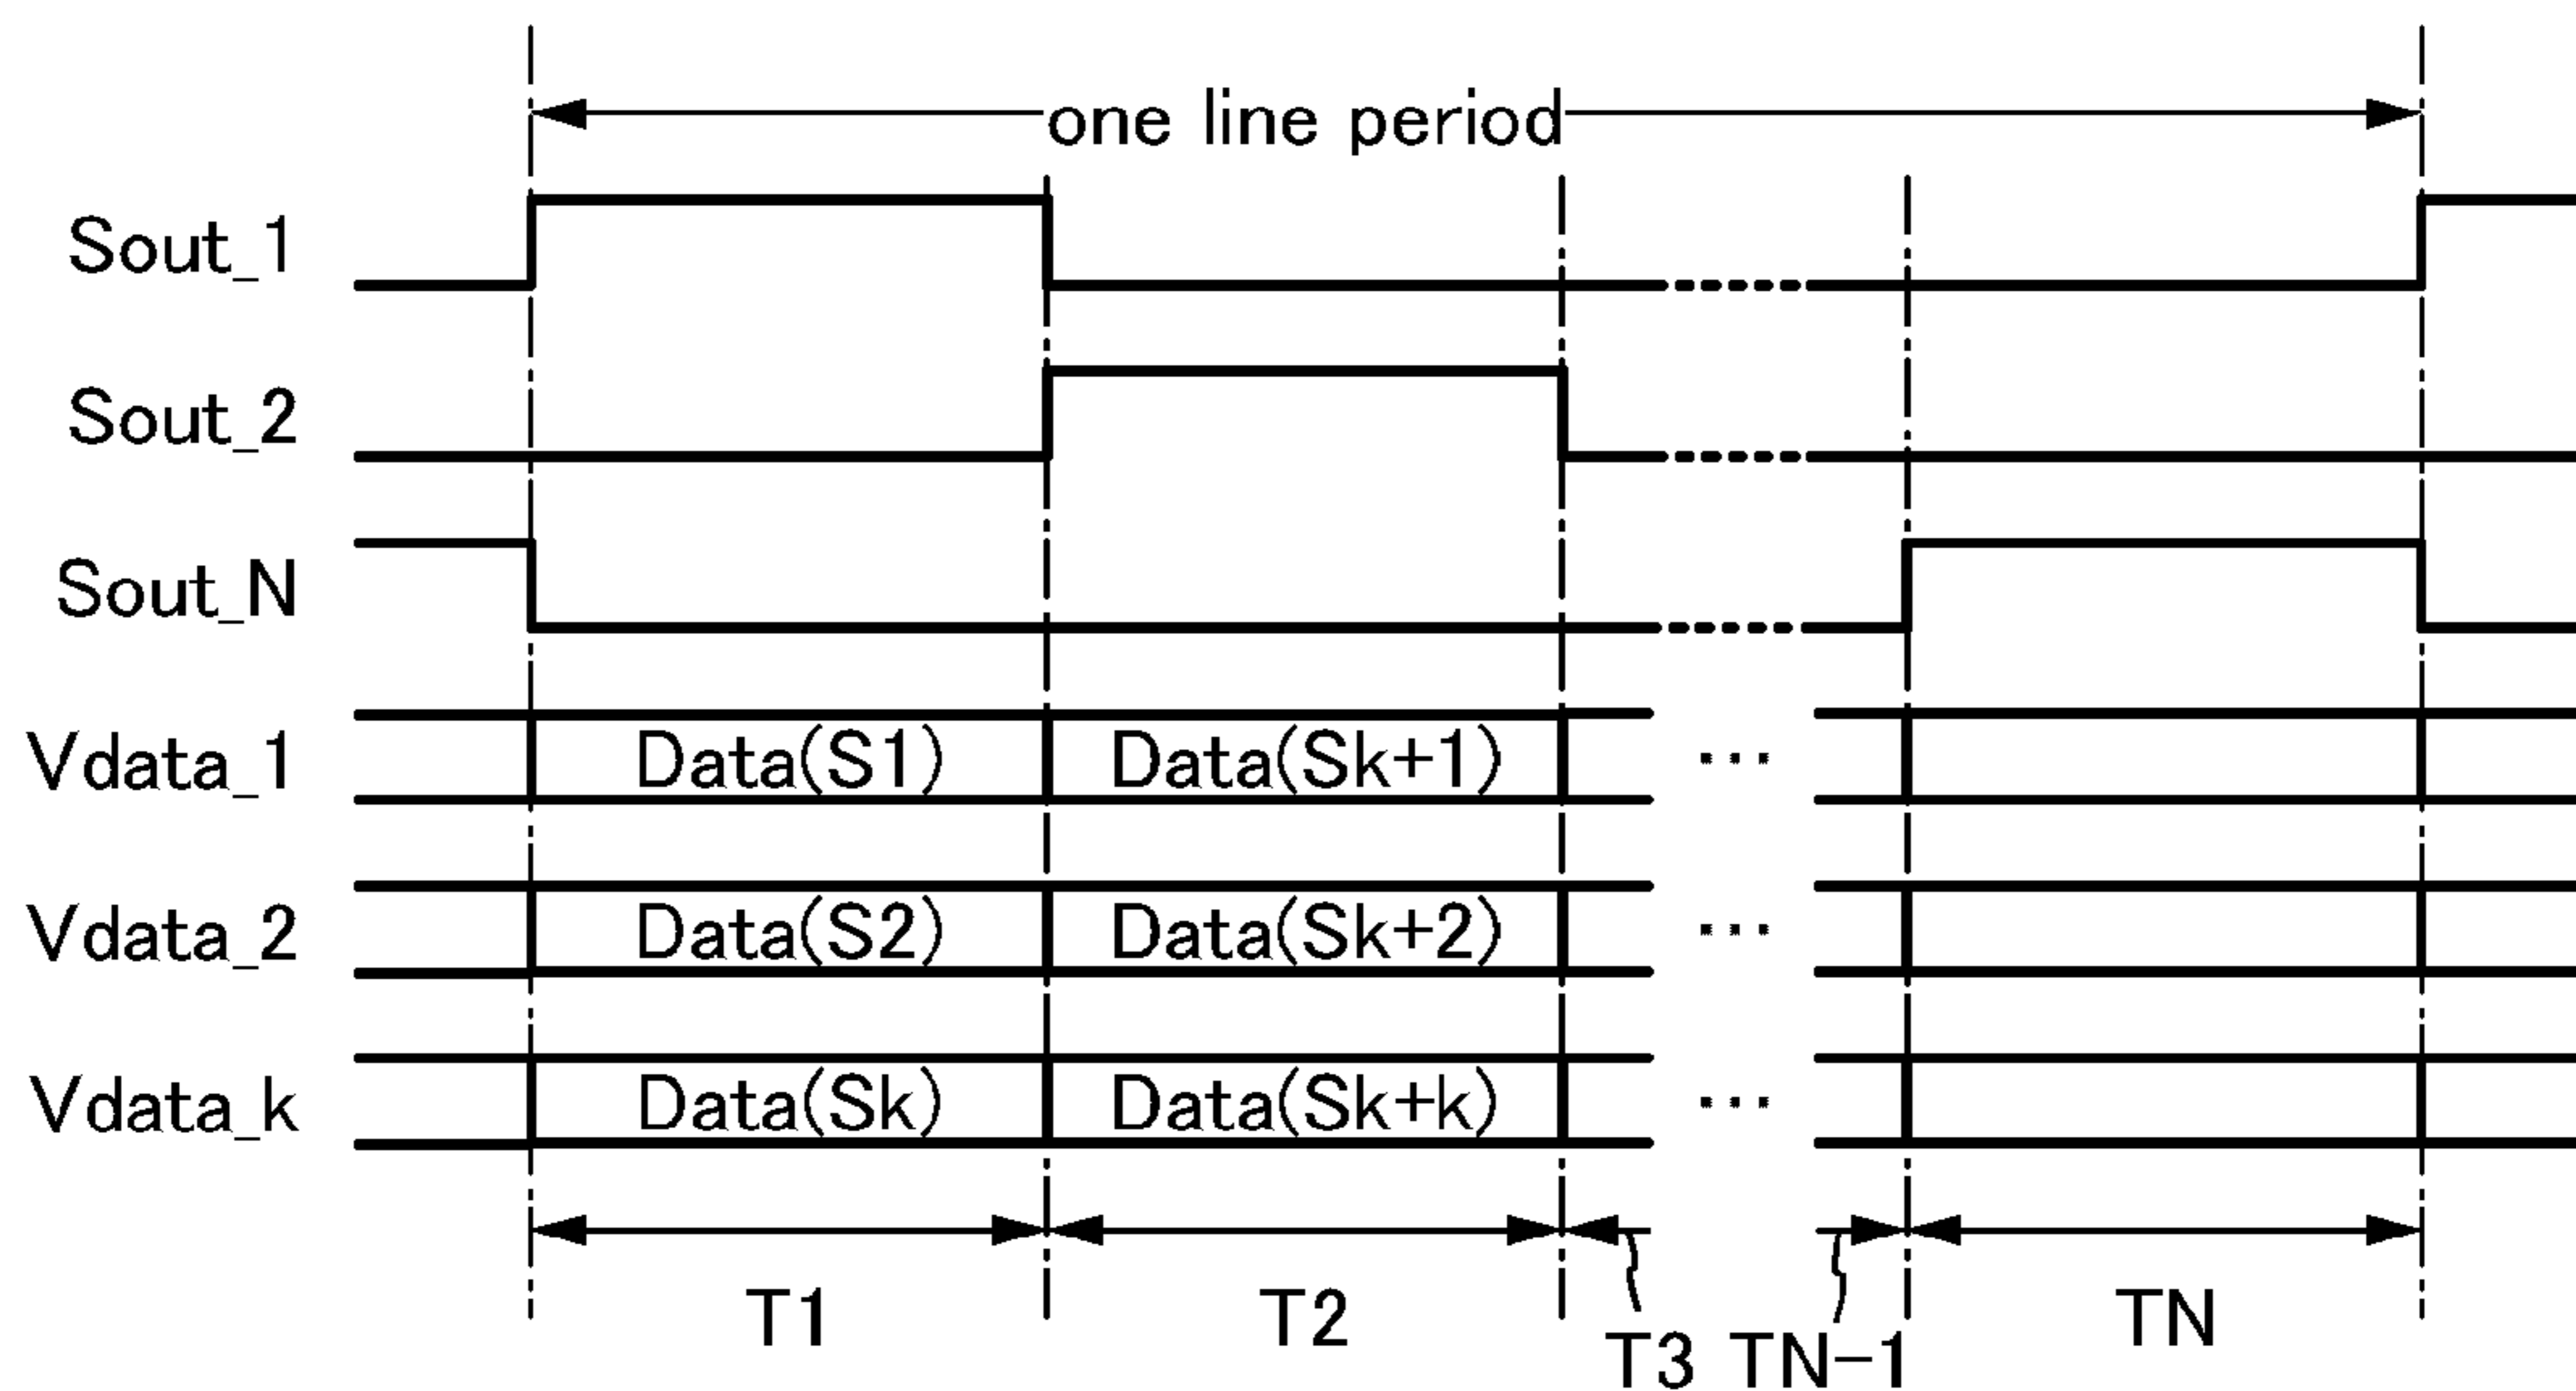 one line period
Sout_1
Sout_2
Sout_N
Vdata_1 Data(S1) Data(Sk+1) ...
Vdata_2 Data(S2) Data(Sk+2) ...
Vdata_k Data(Sk) Data(Sk+k) ...
T1 T2 T3 TN-1 TN